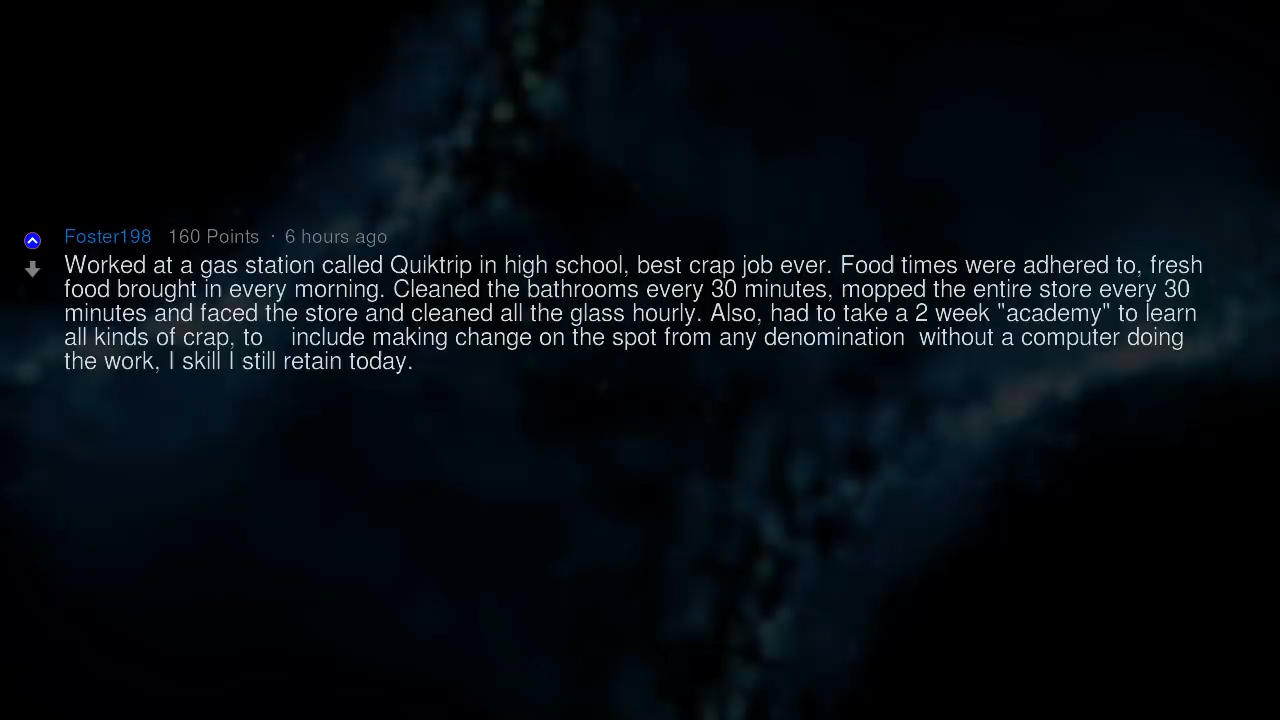 Foster198 160 Points · 6 hours ago
Worked at a gas station called Quiktrip in high school, best crap job ever. Food times were adhered to, fresh
food brought in every morning. Cleaned the bathrooms every 30 minutes, mopped the entire store every 30
minutes and faced the store and cleaned all the glass hourly. Also, had to take a 2 week "academy" to learn
all kinds of crap, to    include making change on the spot from any denomination  without a computer doing
the work, I skill I still retain today.